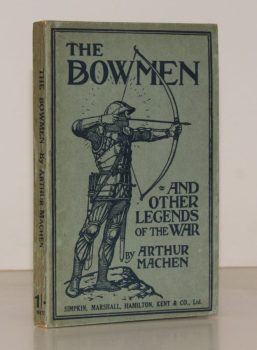 THE
BOWMEN
AND
OTHER
LEGENDS
OF THE WAR
BY ARTHUR
MACHEN
SIMPKIN, MARSHALL, HAMILTON, KENT & CO., Ltd.
THE BOWMEN By ARTHUR MACHEN
1/-
NET